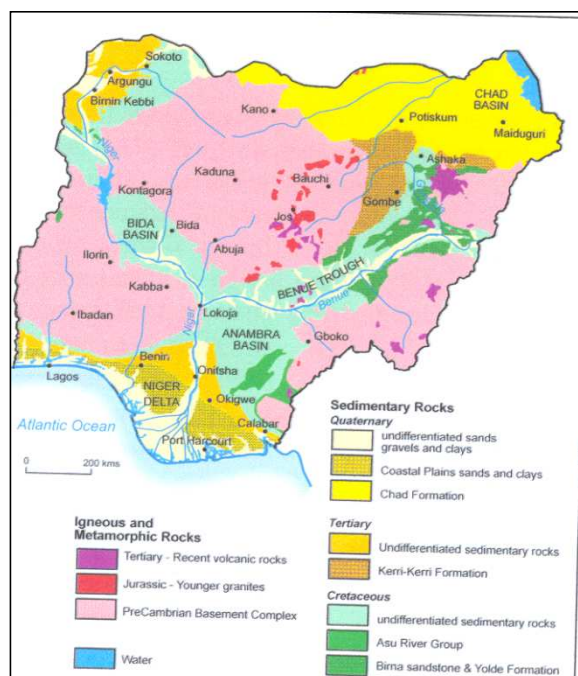 Sokoto
Argungu
Birnin Kebbi
Kano
CHAD
BASIN
Potiskum
Maiduguri
Niger
Ashaka
Kaduna
Bauchi
Kontagora
Gombe
Jos
BIDA
BASIN
Bida
Abuja
Ilorin
BENUE TROUGH
Benue
Kabba
Lokoja
Ibadan
Niger
ANAMBRA
BASIN
Gboko
Lagos
Benin
Onitsha
NIGER
DELTA
Okigwe
Calabar
Atlantic Ocean
Port Harcourt
0 200 kms
Sedimentary Rocks
Quaternary
undifferentiated sands
gravels and clays
Coastal Plains sands and clays
Chad Formation
Tertiary
Undifferentiated sedimentary rocks
Kerri-Kerri Formation
Cretaceous
undifferentiated sedimentary rocks
Asu River Group
Bima sandstone & Yolde Formation
Igneous and
Metamorphic Rocks
Tertiary - Recent volcanic rocks
Jurassic - Younger granites
PreCambrian Basement Complex
Water